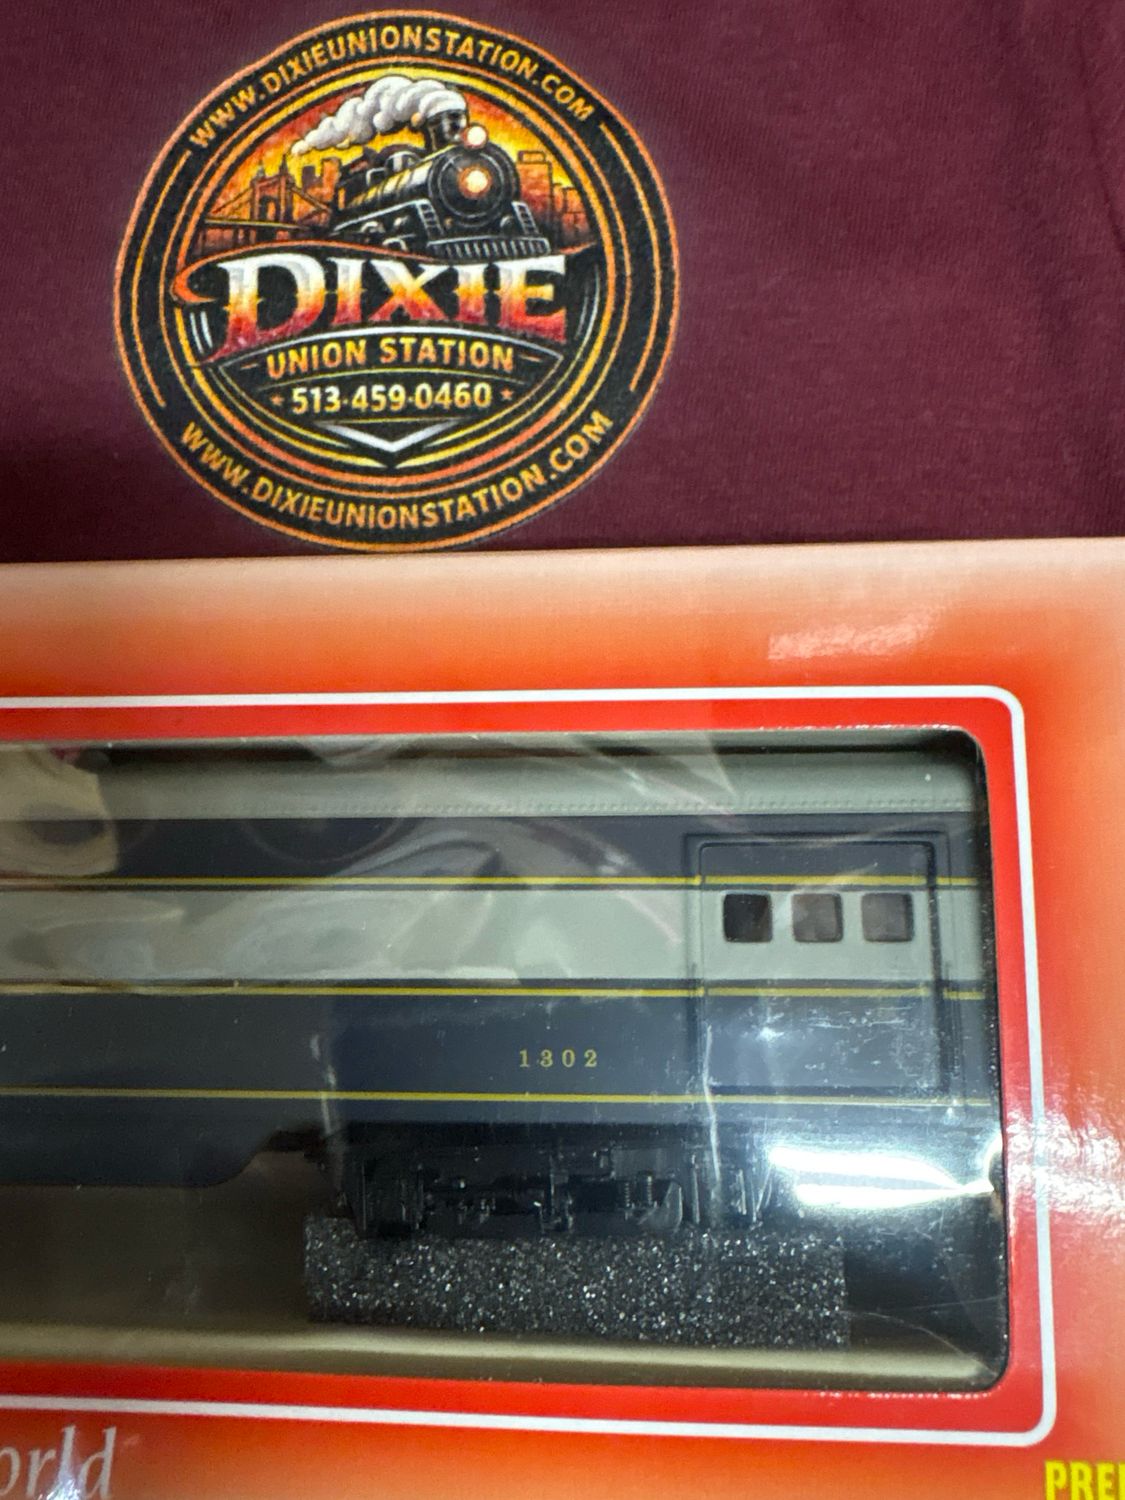 WWW.DIXIEUNIONSTATION.COM
DIXIE
UNION STATION
513·459·0460
WWW.DIXIEUNIONSTATION.COM
1302